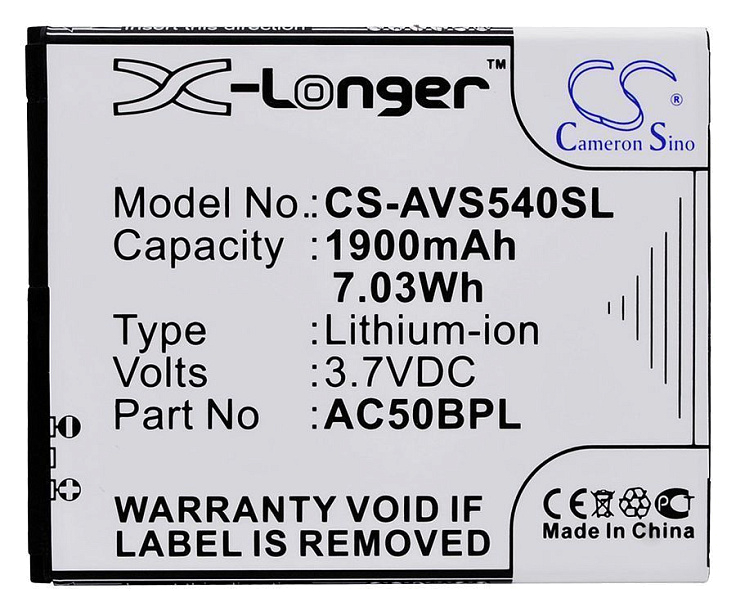 X-Longer™
CS®
Cameron Sino
Model No.: CS-AVS540SL
Capacity : 1900mAh
7.03Wh
Type : Lithium-ion
Volts : 3.7VDC
Part No : AC50BPL
WARRANTY VOID IF
LABEL IS REMOVED
CE
Made In China